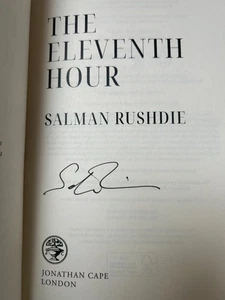 THE
ELEVENTH
HOUR
SALMAN RUSHDIE
JONATHAN CAPE
LONDON